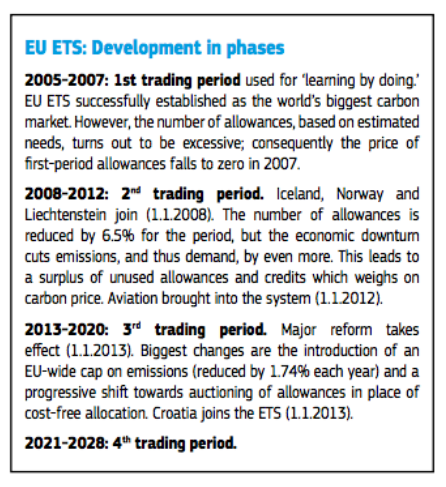 EU ETS: Development in phases
2005-2007: 1st trading period used for ‘learning by doing.’
EU ETS successfully established as the world's biggest carbon
market. However, the number of allowances, based on estimated
needs, turns out to be excessive; consequently the price of
first-period allowances falls to zero in 2007.
2008-2012: 2nd trading period. Iceland, Norway and
Liechtenstein join (1.1.2008). The number of allowances is
reduced by 6.5% for the period, but the economic downturn
cuts emissions, and thus demand, by even more. This leads to
a surplus of unused allowances and credits which weighs on
carbon price. Aviation brought into the system (1.1.2012).
2013-2020: 3rd trading period. Major reform takes
effect (1.1.2013). Biggest changes are the introduction of an
EU-wide cap on emissions (reduced by 1.74% each year) and a
progressive shift towards auctioning of allowances in place of
cost-free allocation. Croatia joins the ETS (1.1.2013).
2021-2028: 4th trading period.